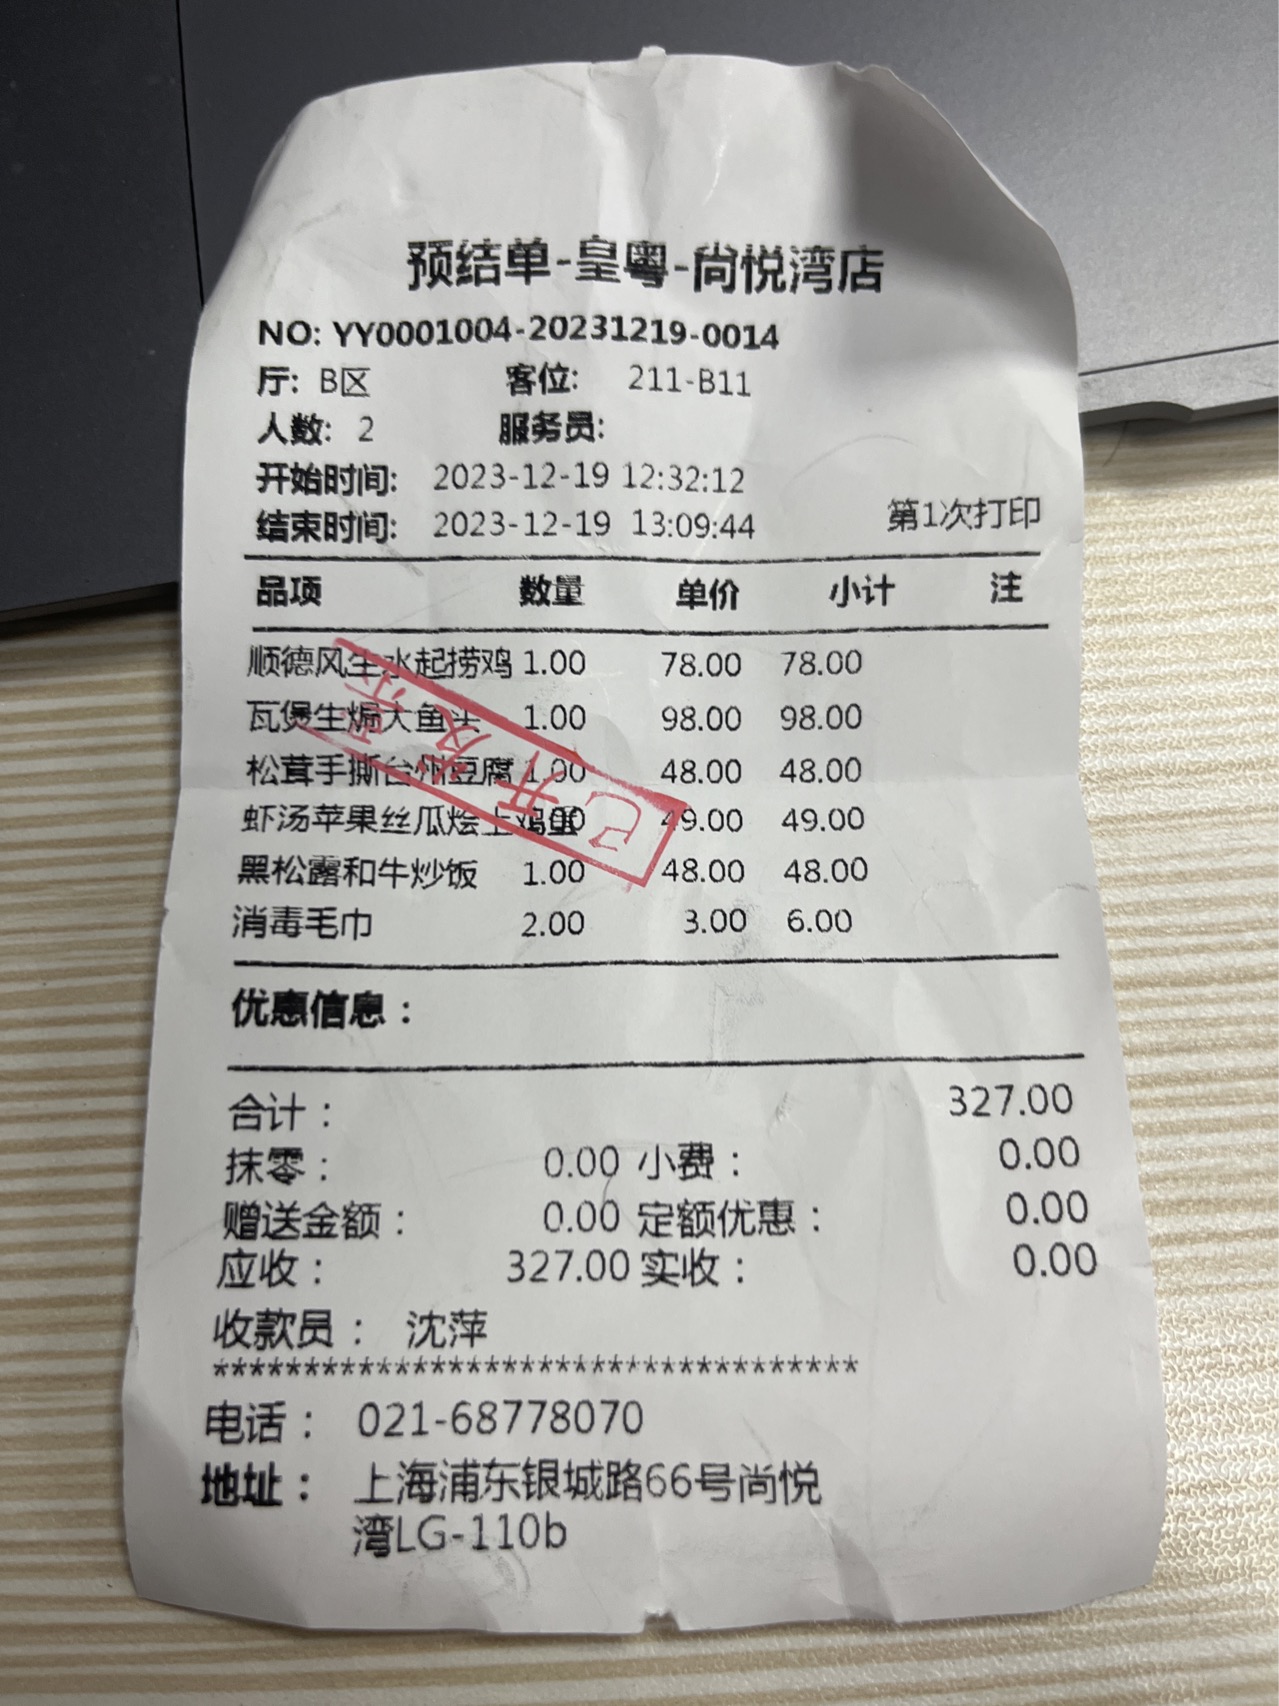 预结单-皇粤-尚悦湾店
NO: YY0001004-20231219-0014
厅: B区 客位: 211-B11
人数: 2 服务员:
开始时间: 2023-12-19 12:32:12
结束时间: 2023-12-19 13:09:44 第1次打印
品项 数量 单价 小计 注
顺德风生水起捞鸡 1.00 78.00 78.00
瓦煲生焗大鱼头 1.00 98.00 98.00
松茸手撕台州豆腐 1.00 48.00 48.00
虾汤苹果丝瓜烩土鸡蛋 1.00 49.00 49.00
黑松露和牛炒饭 1.00 48.00 48.00
消毒毛巾 2.00 3.00 6.00
已开发票
优惠信息：
合计： 327.00
抹零： 0.00 小费： 0.00
赠送金额： 0.00 定额优惠： 0.00
应收： 327.00 实收： 0.00
收款员： 沈萍
************************************
电话： 021-68778070
地址： 上海浦东银城路66号尚悦
湾LG-110b